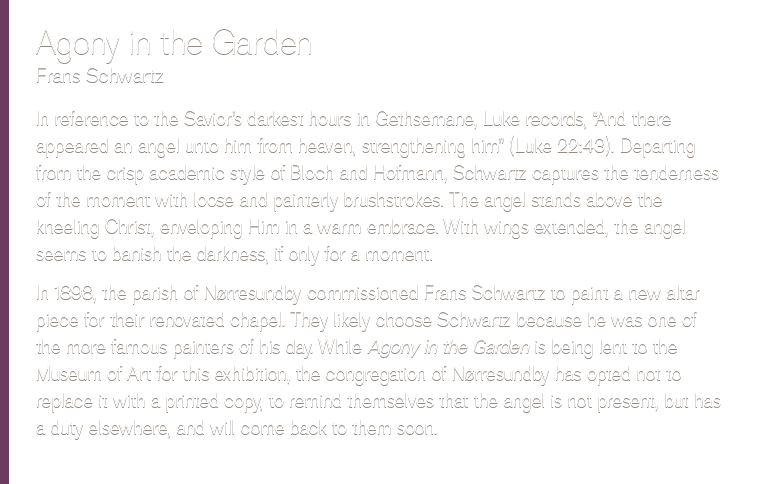 Agony in the Garden
Frans Schwartz
In reference to the Savior's darkest hours in Gethsemane, Luke records, “And there
appeared an angel unto him from heaven, strengthening him” (Luke 22:43). Departing
from the crisp academic style of Bloch and Hofmann, Schwartz captures the tenderness
of the moment with loose and painterly brushstrokes. The angel stands above the
kneeling Christ, enveloping Him in a warm embrace. With wings extended, the angel
seems to banish the darkness, if only for a moment.
In 1898, the parish of Nørresundby commissioned Frans Schwartz to paint a new altar
piece for their renovated chapel. They likely choose Schwartz because he was one of
the more famous painters of his day. While Agony in the Garden is being lent to the
Museum of Art for this exhibition, the congregation of Nørresundby has opted not to
replace it with a printed copy, to remind themselves that the angel is not present, but has
a duty elsewhere, and will come back to them soon.